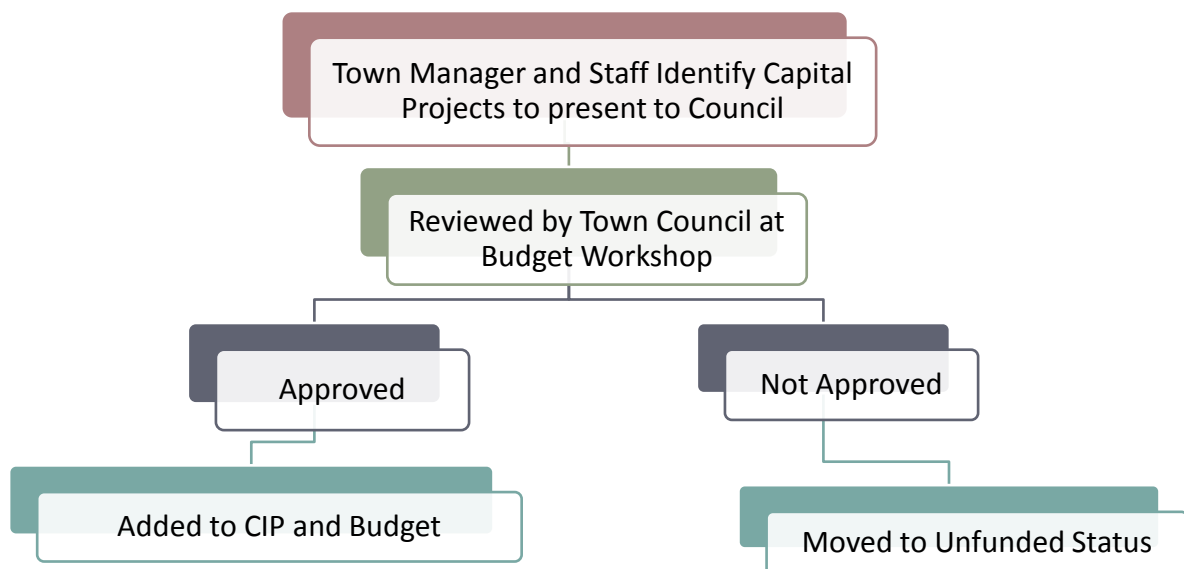 Town Manager and Staff Identify Capital
Projects to present to Council
Reviewed by Town Council at
Budget Workshop
Approved
Not Approved
Added to CIP and Budget
Moved to Unfunded Status